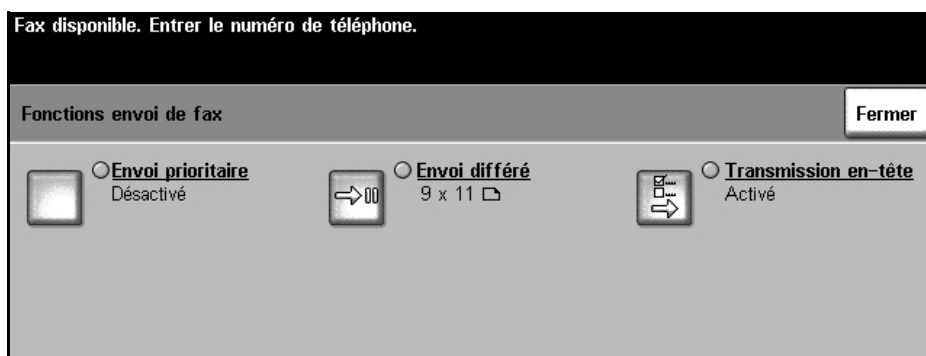 Fax disponible. Entrer le numéro de téléphone.
Fonctions envoi de fax
Fermer
Envoi prioritaire
Désactivé
Envoi différé
9 x 11
Transmission en-tête
Activé